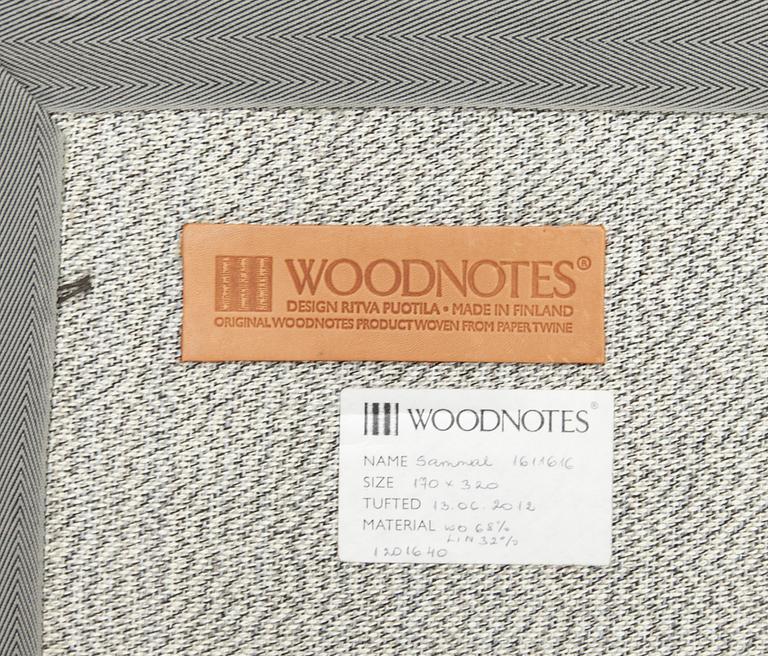 WOODNOTES®
DESIGN RITVA PUOTILA • MADE IN FINLAND
ORIGINAL WOODNOTES PRODUCT WOVEN FROM PAPER TWINE
WOODNOTES®
NAME Sammal 1611616
SIZE 170 x 320
TUFTED 13.06.2012
MATERIAL WO 68%
LIN 32%
1201640